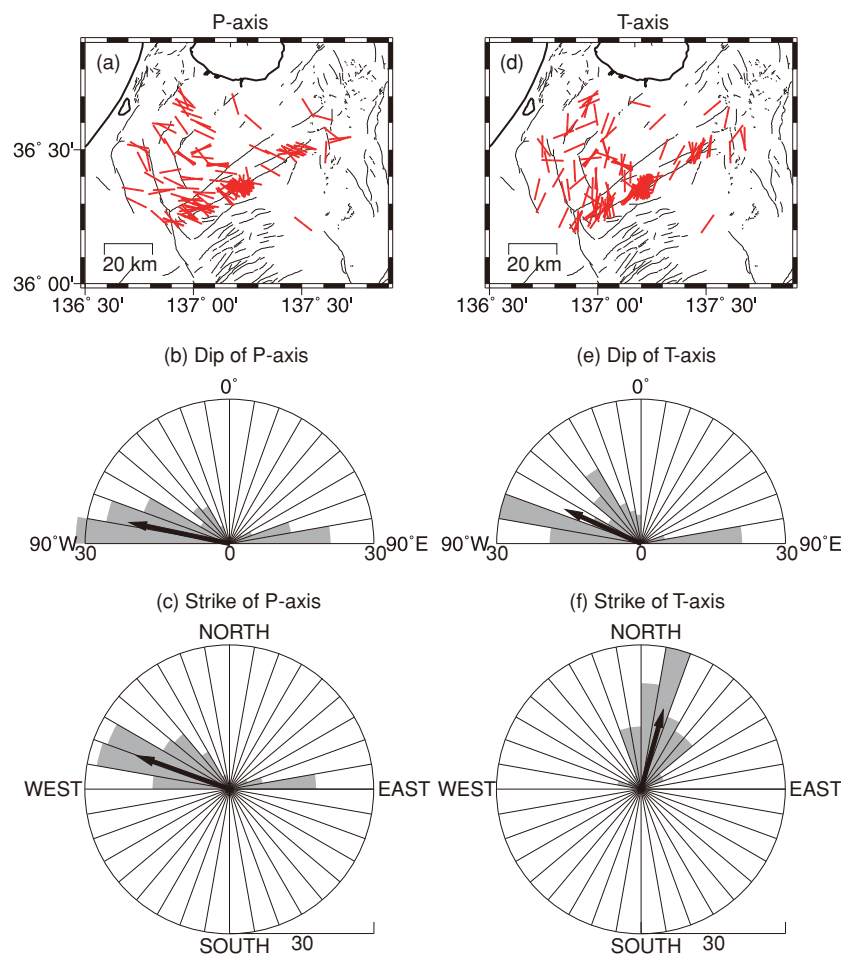 P-axis
T-axis
(a)
(d)
36˚ 30'
36˚ 00'
20 km
20 km
136˚ 30'
137˚ 00'
137˚ 30'
136˚ 30'
137˚ 00'
137˚ 30'
(b) Dip of P-axis
(e) Dip of T-axis
0˚
0˚
90˚W
30
0
30
90˚E
90˚W
30
0
30
90˚E
(c) Strike of P-axis
(f) Strike of T-axis
NORTH
NORTH
WEST
EAST
WEST
EAST
SOUTH
30
SOUTH
30